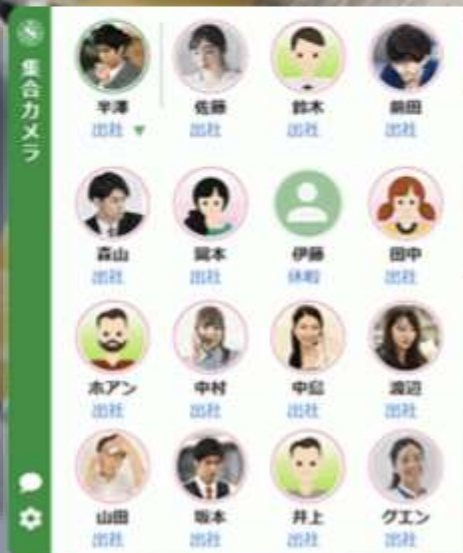 集合カメラ
半澤 佐藤 鈴木 前田
出社 ▼ 出社 出社 出社
森山 岡本 伊藤 田中
出社 出社 休暇 出社
ホアン 中村 中島 渡辺
出社 出社 出社 出社
山田 坂本 井上 グエン
出社 出社 出社 出社